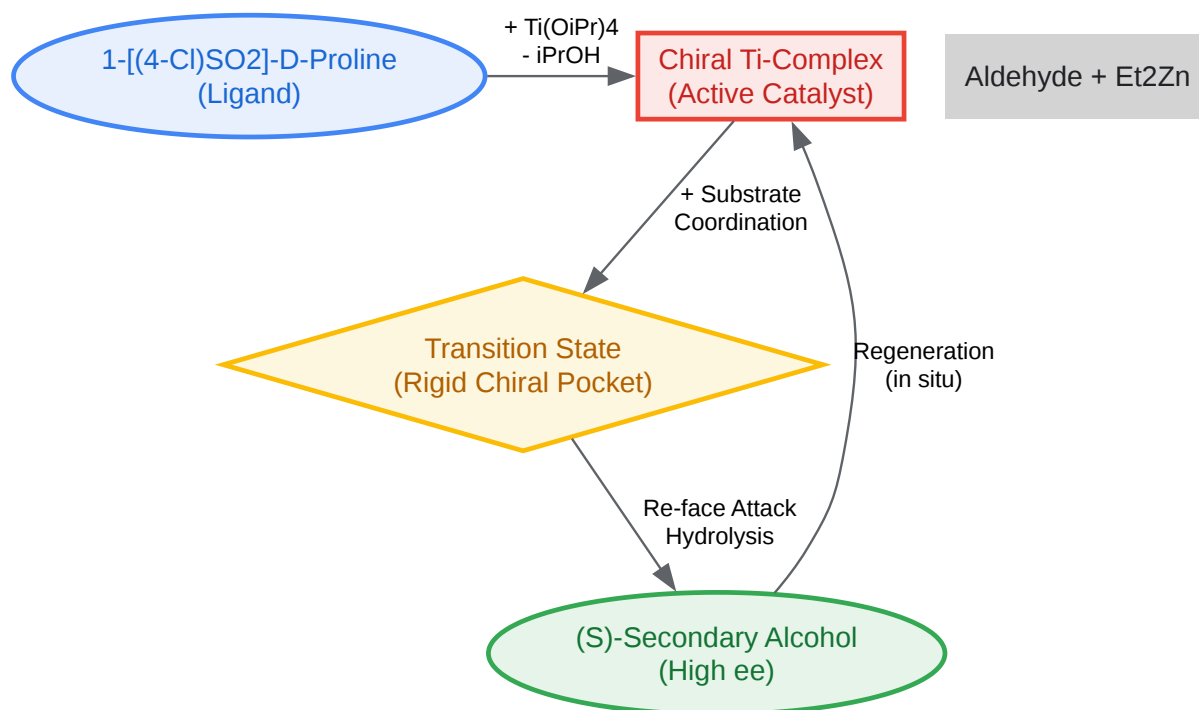 1-[(4-Cl)SO2]-D-Proline
(Ligand)
+ Ti(OiPr)4
- iPrOH
Chiral Ti-Complex
(Active Catalyst)
Aldehyde + Et2Zn
+ Substrate
Coordination
Transition State
(Rigid Chiral Pocket)
Regeneration
(in situ)
Re-face Attack
Hydrolysis
(S)-Secondary Alcohol
(High ee)